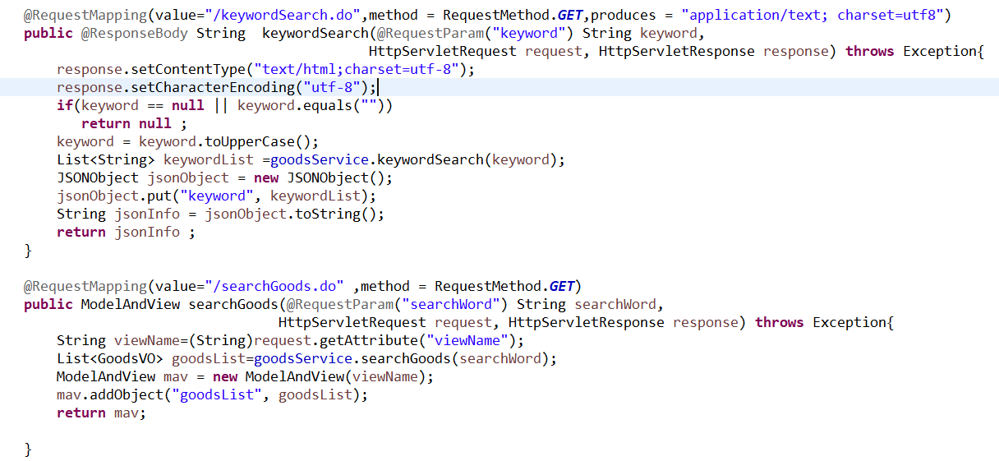 @RequestMapping(value="/keywordSearch.do",method = RequestMethod.GET,produces = "application/text; charset=utf8")
public @ResponseBody String  keywordSearch(@RequestParam("keyword") String keyword,
                                          HttpServletRequest request, HttpServletResponse response) throws Exception{
    response.setContentType("text/html;charset=utf-8");
    response.setCharacterEncoding("utf-8");
    if(keyword == null || keyword.equals(""))
       return null ;
    keyword = keyword.toUpperCase();
    List<String> keywordList =goodsService.keywordSearch(keyword);
    JSONObject jsonObject = new JSONObject();
    jsonObject.put("keyword", keywordList);
    String jsonInfo = jsonObject.toString();
    return jsonInfo ;
}
@RequestMapping(value="/searchGoods.do" ,method = RequestMethod.GET)
public ModelAndView searchGoods(@RequestParam("searchWord") String searchWord,
                               HttpServletRequest request, HttpServletResponse response) throws Exception{
    String viewName=(String)request.getAttribute("viewName");
    List<GoodsVO> goodsList=goodsService.searchGoods(searchWord);
    ModelAndView mav = new ModelAndView(viewName);
    mav.addObject("goodsList", goodsList);
    return mav;
}